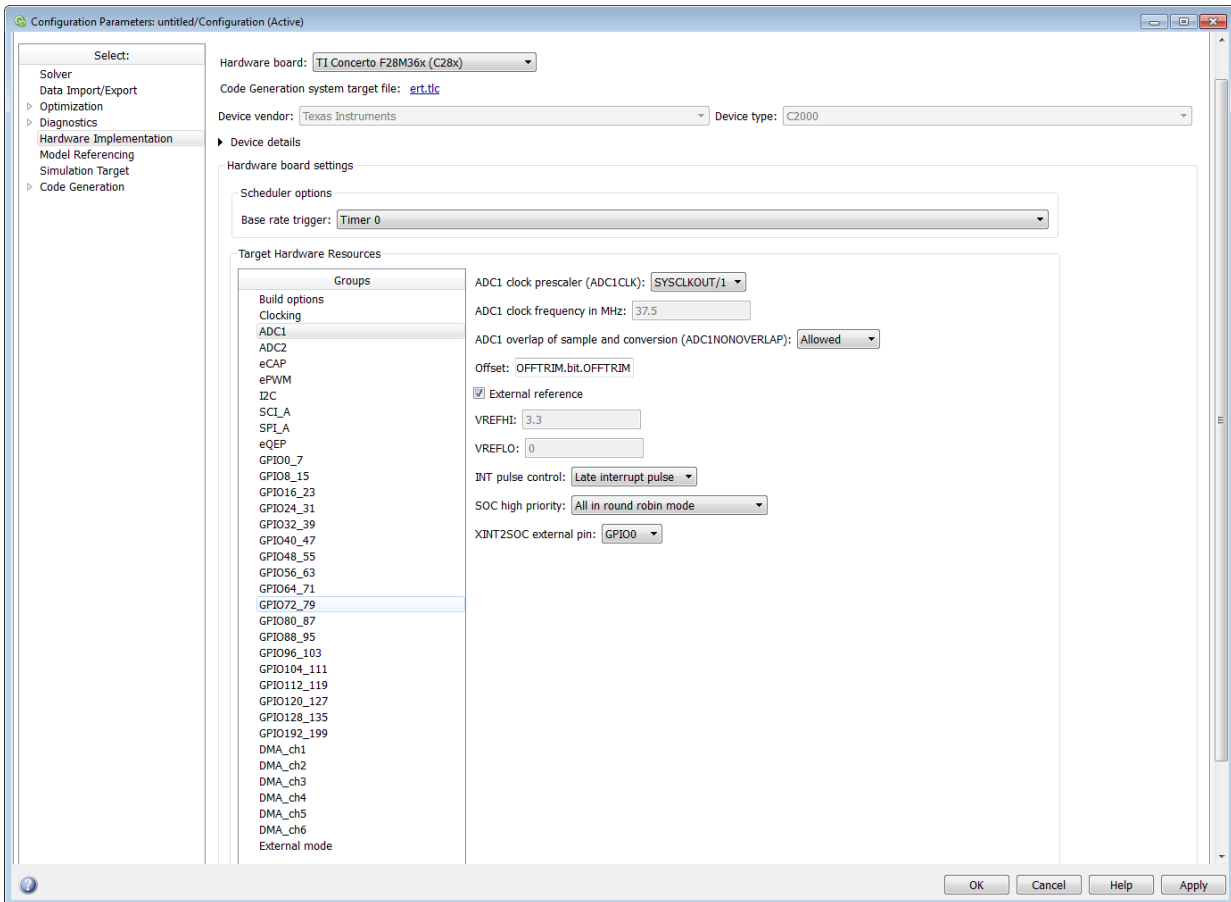 Configuration Parameters: untitled/Configuration (Active)
Select:
Solver
Data Import/Export
Optimization
Diagnostics
Hardware Implementation
Model Referencing
Simulation Target
Code Generation
Hardware board: TI Concerto F28M36x (C28x)
Code Generation system target file: ert.tlc
Device vendor: Texas Instruments Device type: C2000
Device details
Hardware board settings
Scheduler options
Base rate trigger: Timer 0
Target Hardware Resources
Groups
Build options
Clocking
ADC1
ADC2
eCAP
ePWM
I2C
SCI_A
SPI_A
eQEP
GPIO0_7
GPIO8_15
GPIO16_23
GPIO24_31
GPIO32_39
GPIO40_47
GPIO48_55
GPIO56_63
GPIO64_71
GPIO72_79
GPIO80_87
GPIO88_95
GPIO96_103
GPIO104_111
GPIO112_119
GPIO120_127
GPIO128_135
GPIO192_199
DMA_ch1
DMA_ch2
DMA_ch3
DMA_ch4
DMA_ch5
DMA_ch6
External mode
ADC1 clock prescaler (ADC1CLK): SYSCLKOUT/1
ADC1 clock frequency in MHz: 37.5
ADC1 overlap of sample and conversion (ADC1NONOVERLAP): Allowed
Offset: OFFTRIM.bit.OFFTRIM
External reference
VREFHI: 3.3
VREFLO: 0
INT pulse control: Late interrupt pulse
SOC high priority: All in round robin mode
XINT2SOC external pin: GPIO0
OK Cancel Help Apply